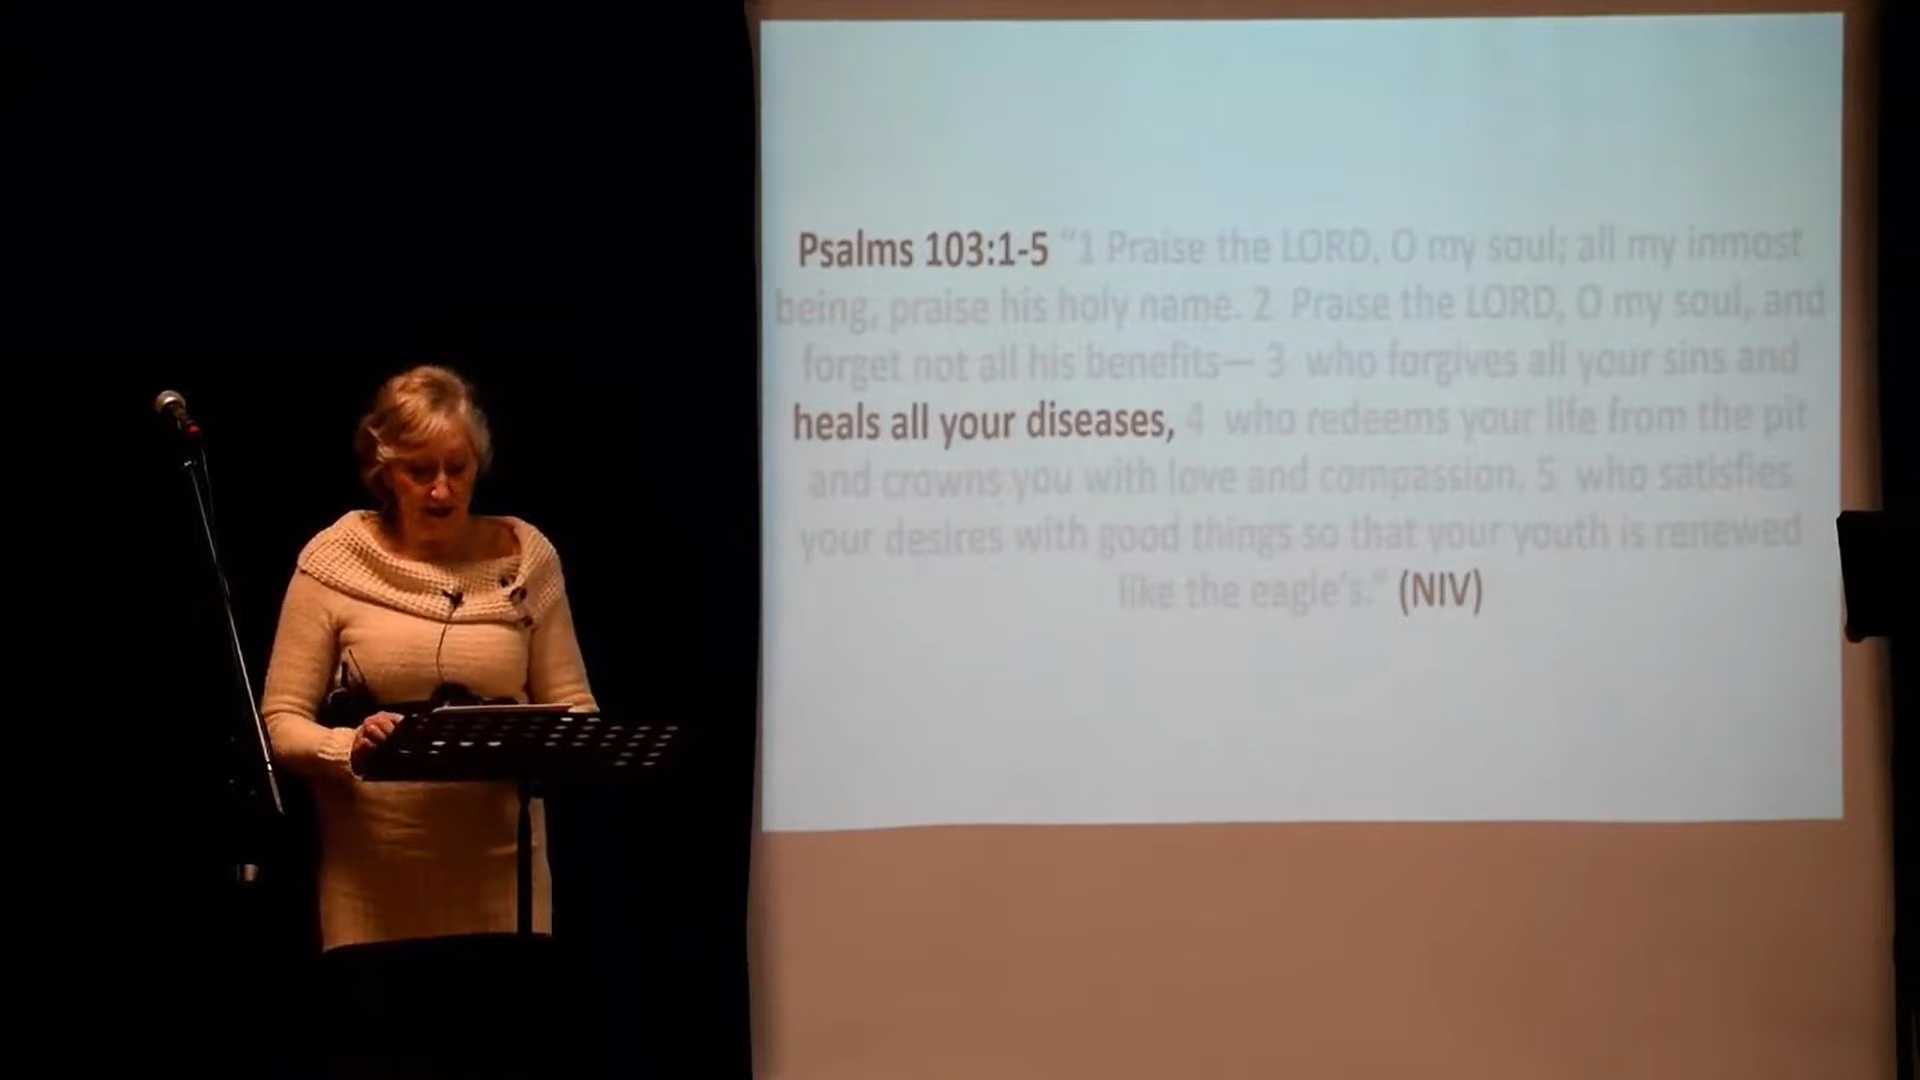 Psalms 103:1-5 “1 Praise the LORD, O my soul; all my inmost
being, praise his holy name. 2 Praise the LORD, O my soul, and
forget not all his benefits— 3 who forgives all your sins and
heals all your diseases, 4 who redeems your life from the pit
and crowns you with love and compassion, 5 who satisfies
your desires with good things so that your youth is renewed
like the eagle’s.” (NIV)